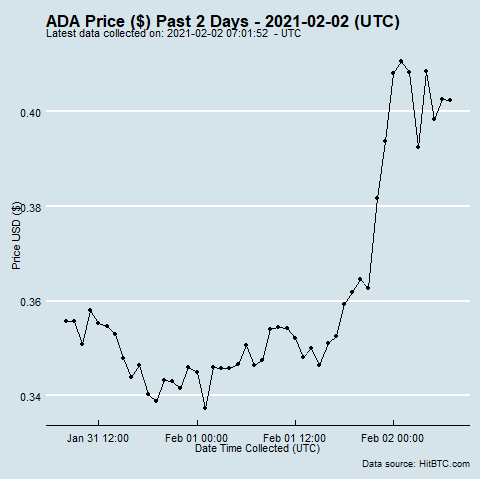 ADA Price ($) Past 2 Days - 2021-02-02 (UTC)
Latest data collected on: 2021-02-02 07:01:52 - UTC
0.40
0.38
0.36
0.34
Price USD ($)
Jan 31 12:00
Feb 01 00:00
Feb 01 12:00
Feb 02 00:00
Date Time Collected (UTC)
Data source: HitBTC.com